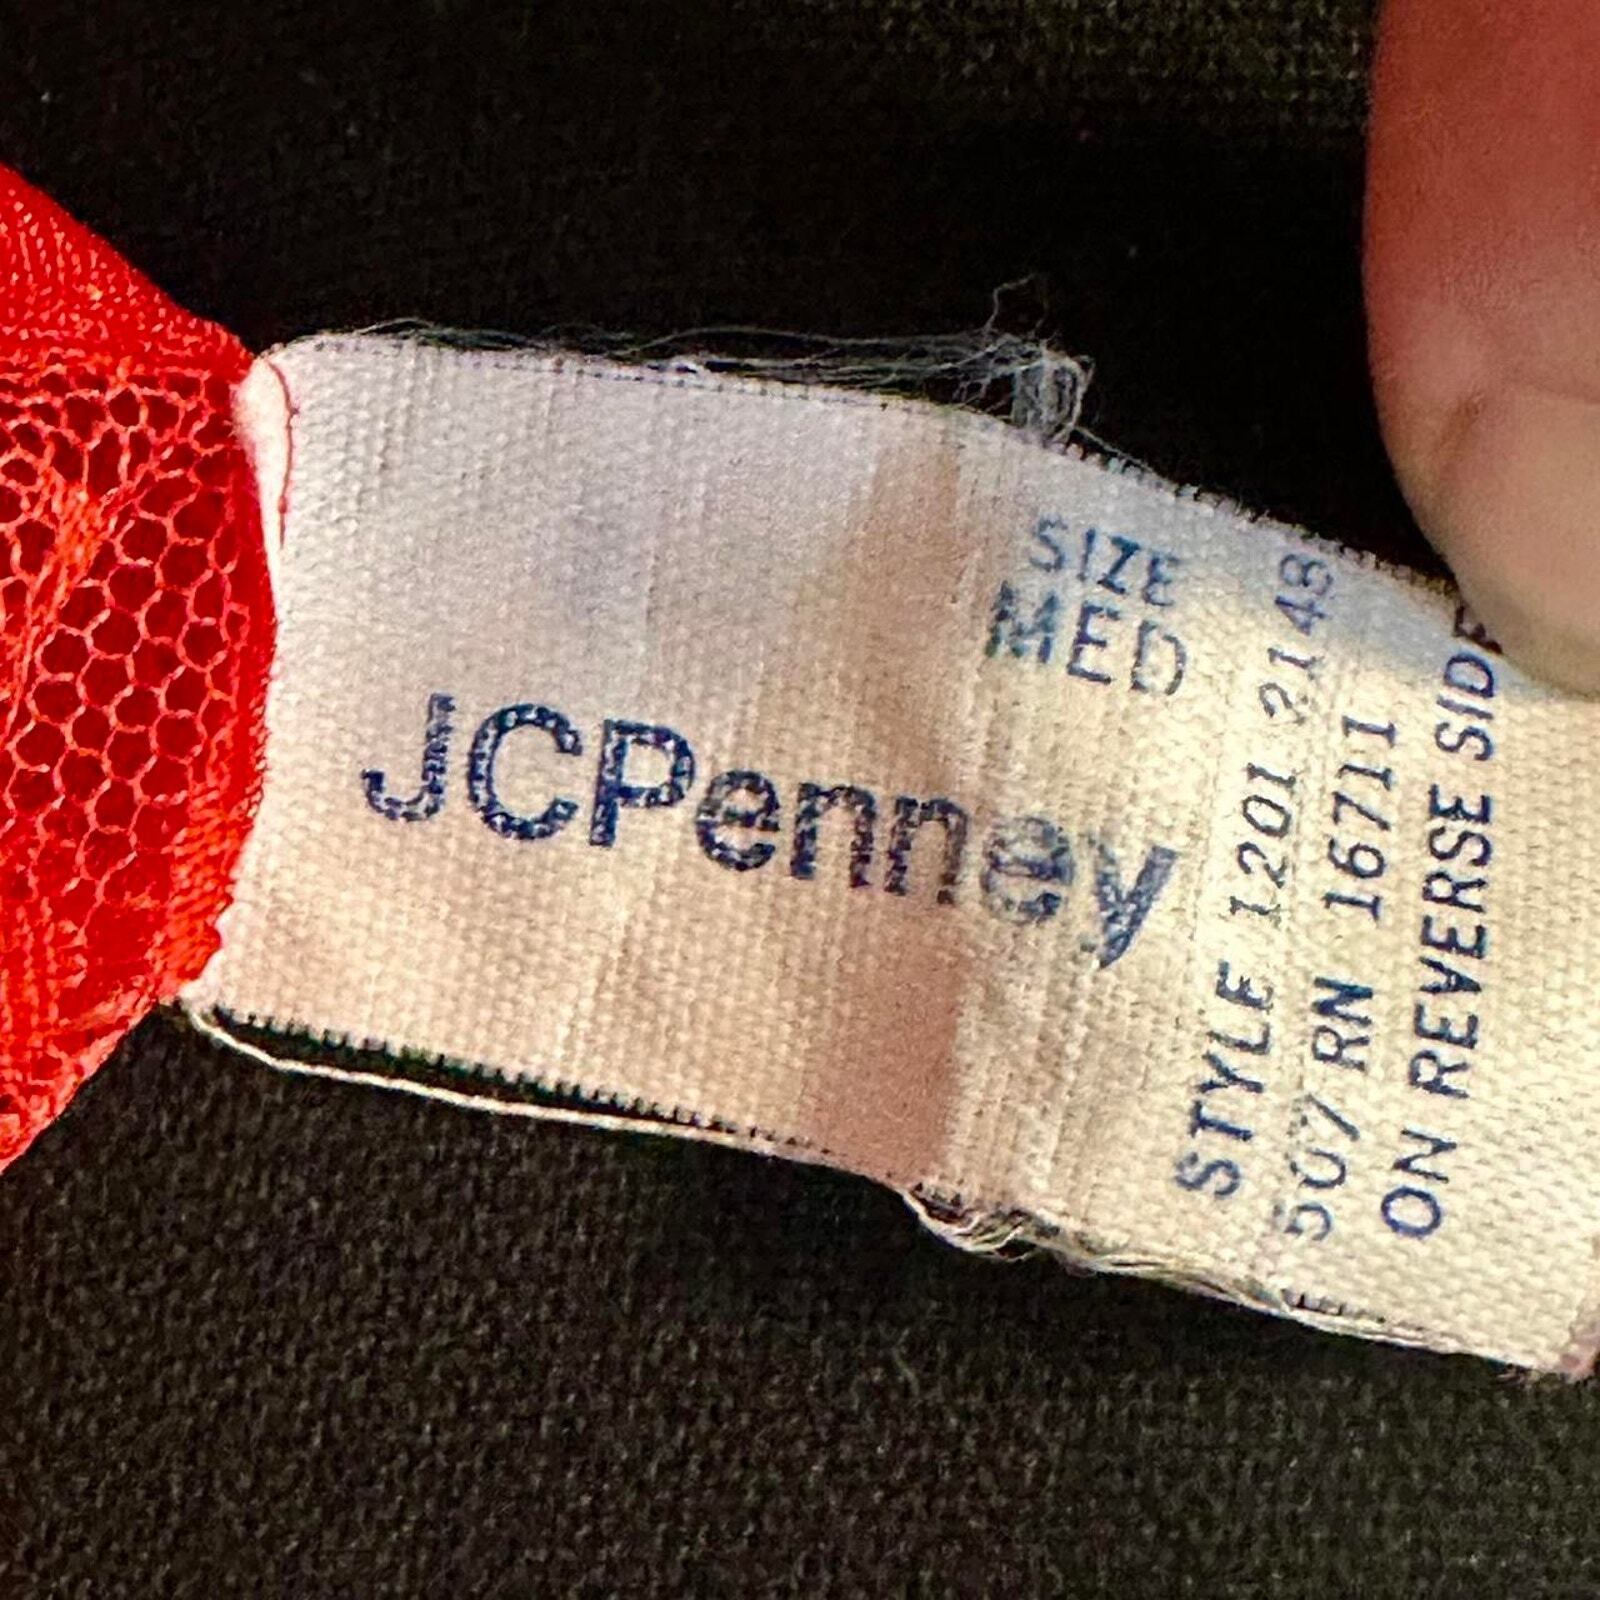 JCPenney
SIZE
MED
STYLE 1201 2148
507 RN 16711
ON REVERSE SIDE